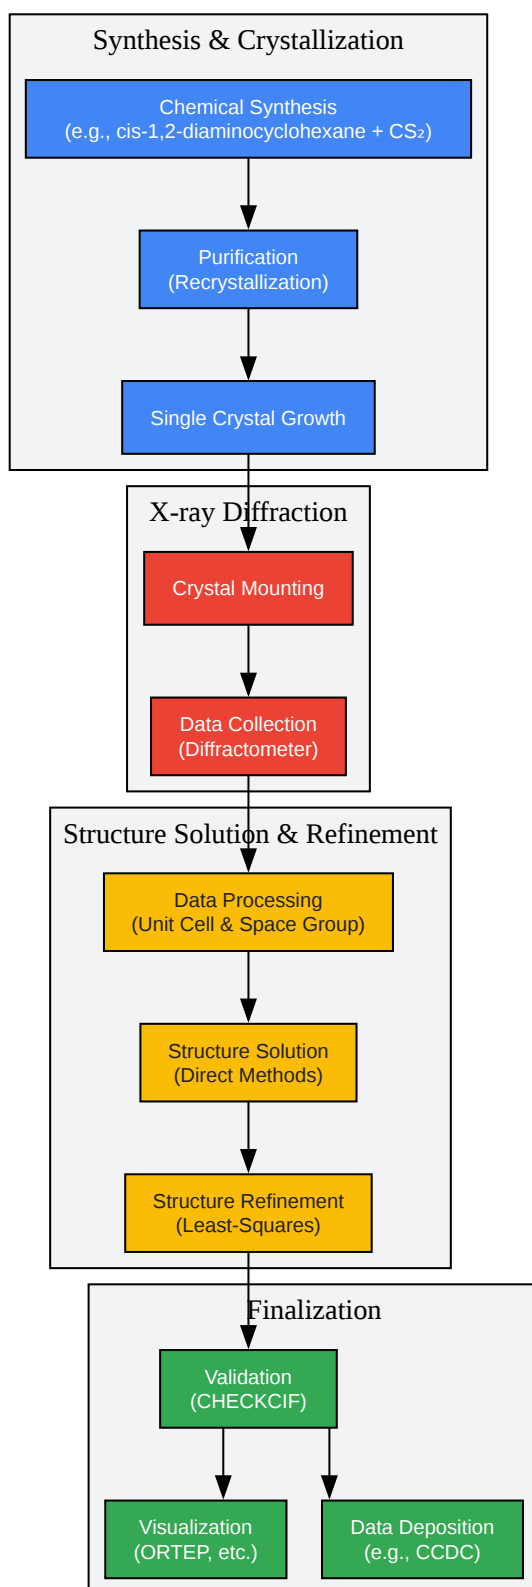 Synthesis & Crystallization
Chemical Synthesis
(e.g., cis-1,2-diaminocyclohexane + CS₂)
Purification
(Recrystallization)
Single Crystal Growth
X-ray Diffraction
Crystal Mounting
Data Collection
(Diffractometer)
Structure Solution & Refinement
Data Processing
(Unit Cell & Space Group)
Structure Solution
(Direct Methods)
Structure Refinement
(Least-Squares)
Finalization
Validation
(CHECKCIF)
Visualization
(ORTEP, etc.)
Data Deposition
(e.g., CCDC)